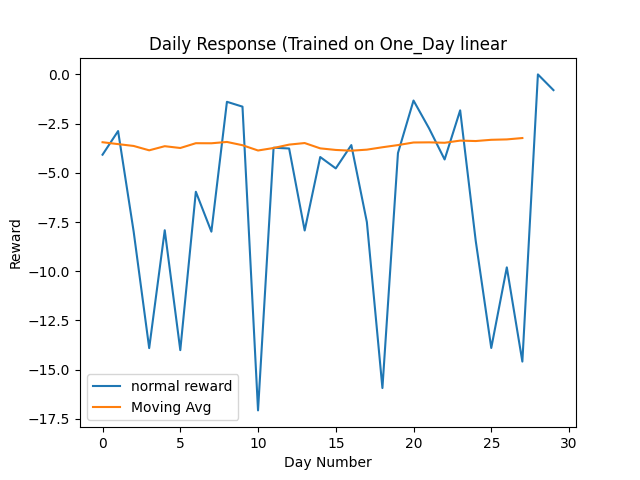 Daily Response (Trained on One_Day linear
Reward
0.0
−2.5
−5.0
−7.5
−10.0
−12.5
−15.0
−17.5
normal reward
Moving Avg
0 5 10 15 20 25 30
Day Number